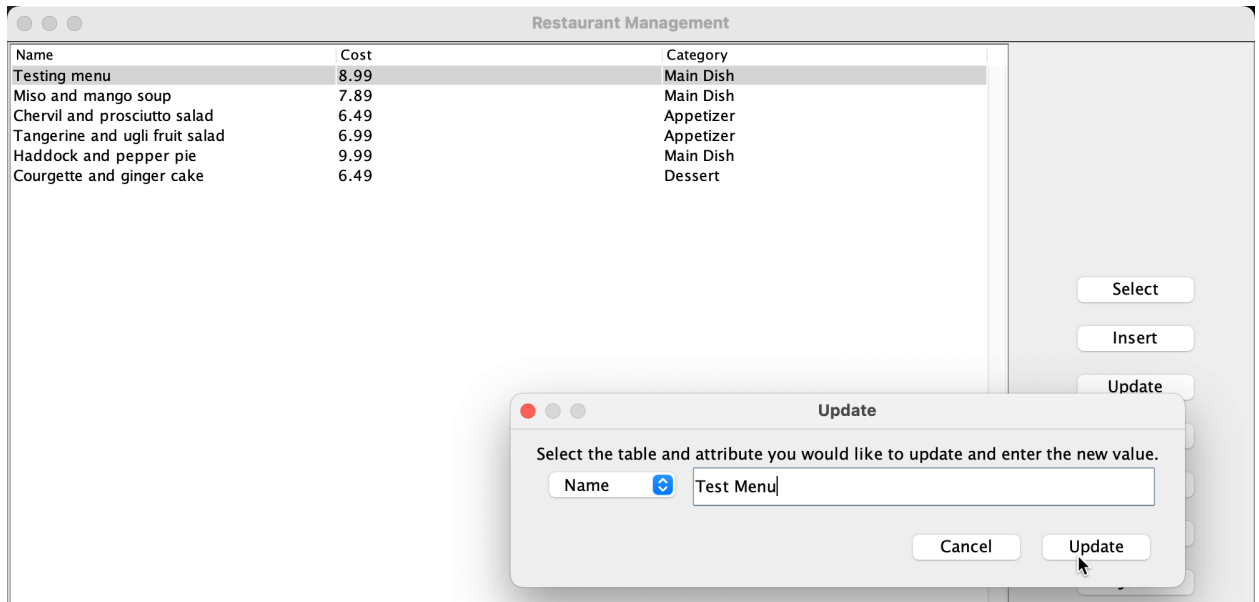 Restaurant Management
Name Cost Category
Testing menu 8.99 Main Dish
Miso and mango soup 7.89 Main Dish
Chervil and prosciutto salad 6.49 Appetizer
Tangerine and ugli fruit salad 6.99 Appetizer
Haddock and pepper pie 9.99 Main Dish
Courgette and ginger cake 6.49 Dessert
Select
Insert
Update
Update
Select the table and attribute you would like to update and enter the new value.
Name Test Menu
Cancel Update